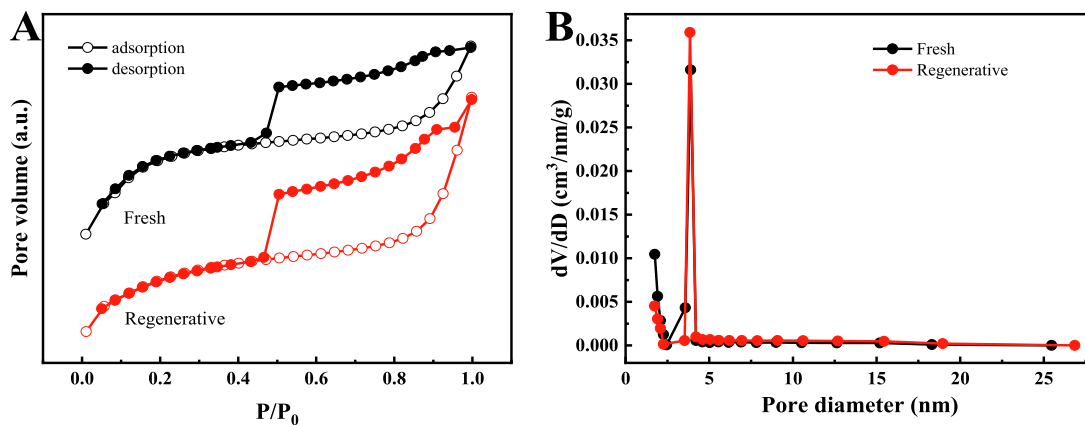 A
adsorption
desorption
Pore volume (a.u.)
Fresh
Regenerative
0.0 0.2 0.4 0.6 0.8 1.0
P/P₀
B
Fresh
Regenerative
dV/dD (cm³/nm/g)
0.035
0.030
0.025
0.020
0.015
0.010
0.005
0.000
0 5 10 15 20 25
Pore diameter (nm)